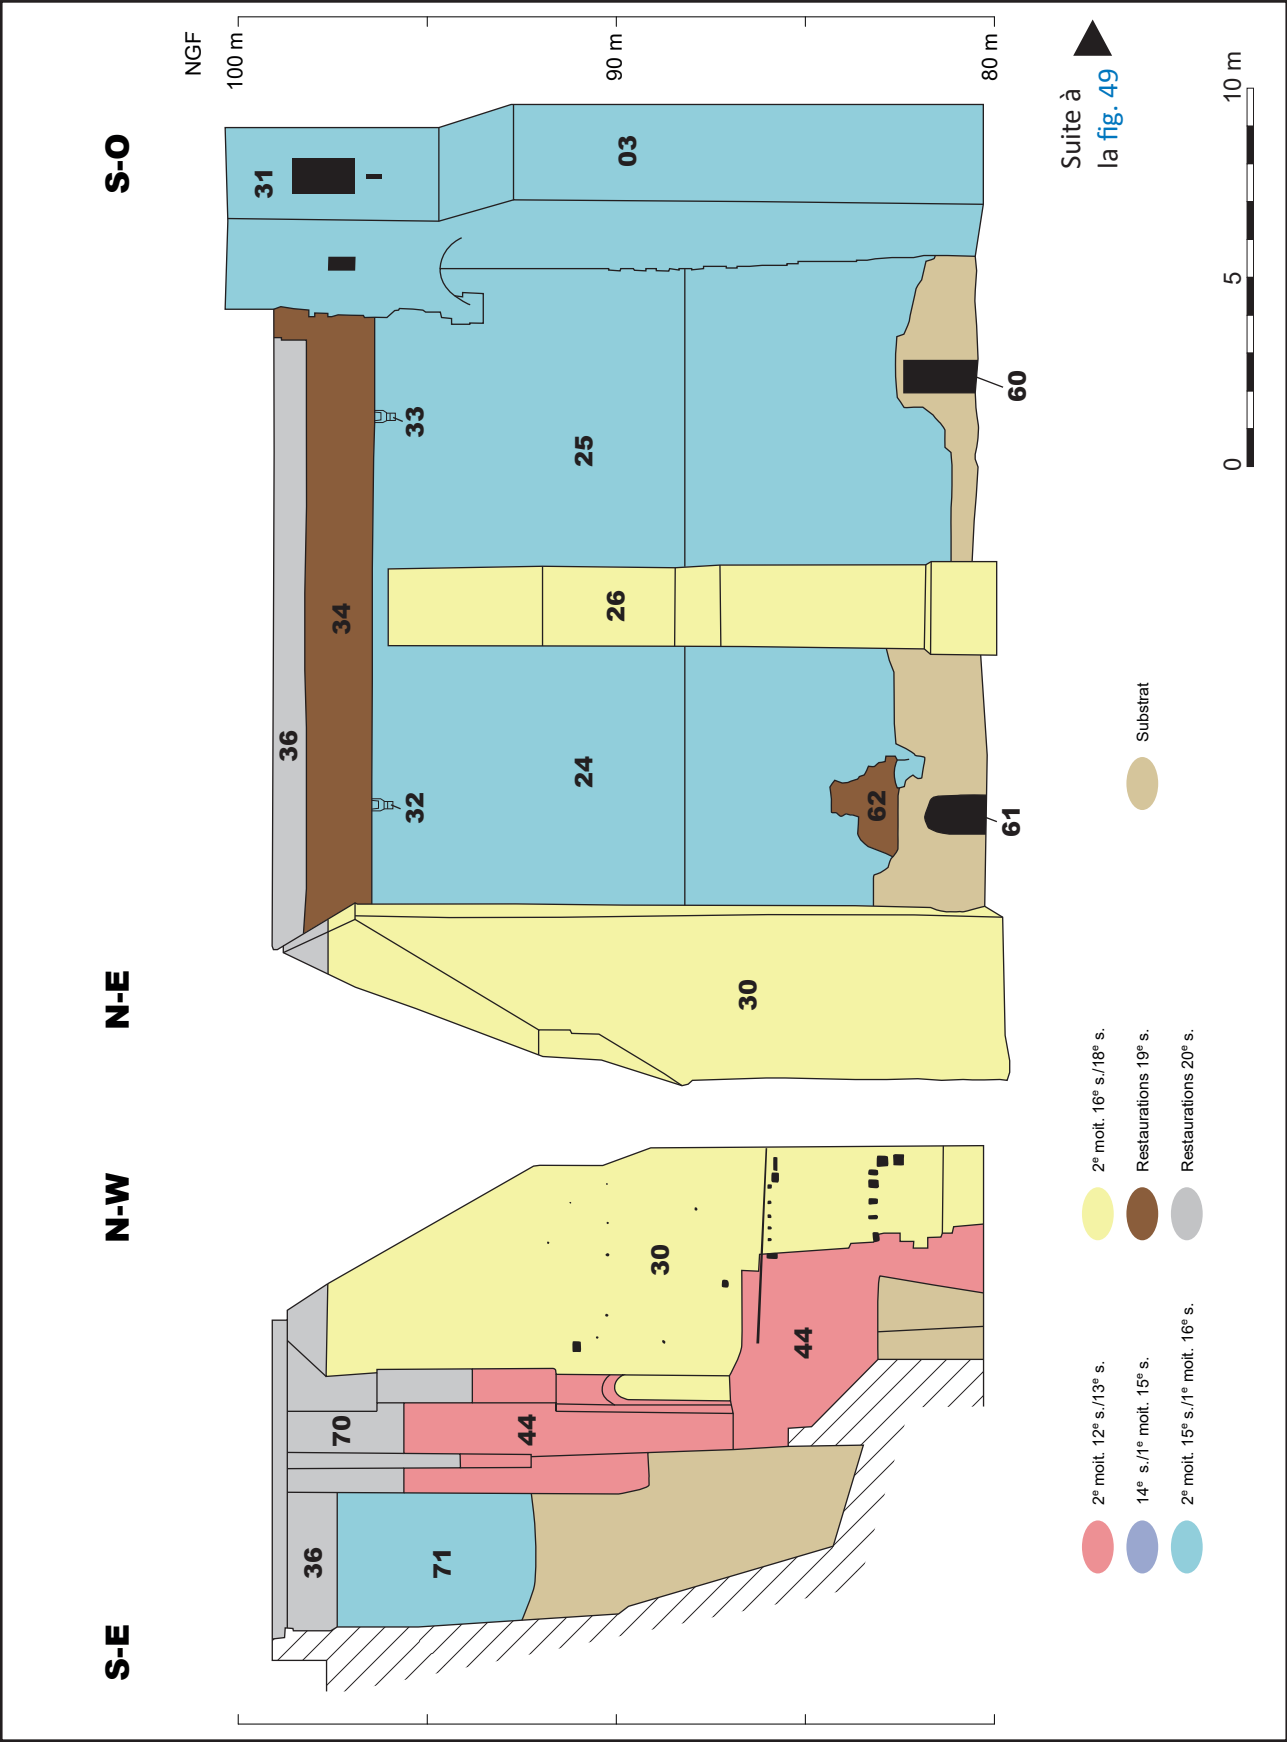 S-E
N-W
N-E
S-O
NGF
100 m
90 m
80 m
36
71
70
44
44
30
30
36
34
32
33
24
25
26
62
61
60
31
03
Suite à
la fig. 49
0 5 10 m
2e moit. 12e s./13e s.
14e s./1e moit. 15e s.
2e moit. 15e s./1e moit. 16e s.
2e moit. 16e s./18e s.
Restaurations 19e s.
Restaurations 20e s.
Substrat